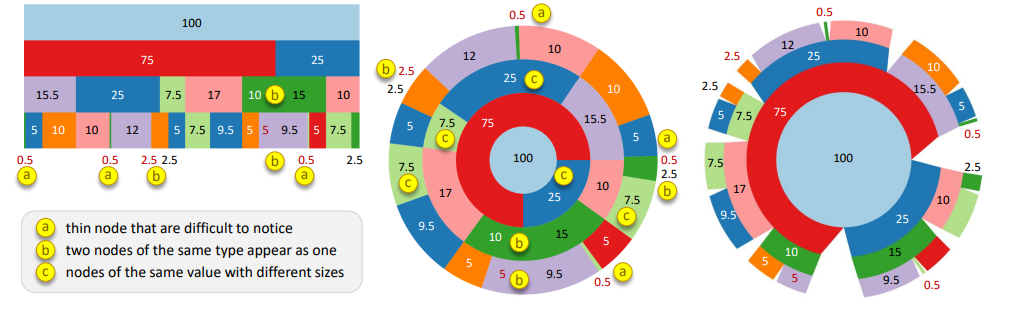 100
75 25
15.5 25 7.5 17 10 b 15 10
5 10 10 12 5 7.5 9.5 5 5 9.5 5 7.5
0.5 0.5 2.5 2.5 b 0.5 2.5
a a b a
a thin node that are difficult to notice
b two nodes of the same type appear as one
c nodes of the same value with different sizes
0.5 a
12 10
b 2.5 25 c 10
2.5
5 7.5 75 15.5 5 a
c
7.5 100 0.5
c c 2.5
17 25 10 b
7.5
9.5 10 b 15 c
5 5 b 9.5 5 a
0.5
0.5
12 10
2.5 25 10
2.5 15.5
5 7.5 75 5
0.5
7.5 100 2.5
17 10
9.5 25
10 15
5 5 9.5 0.5